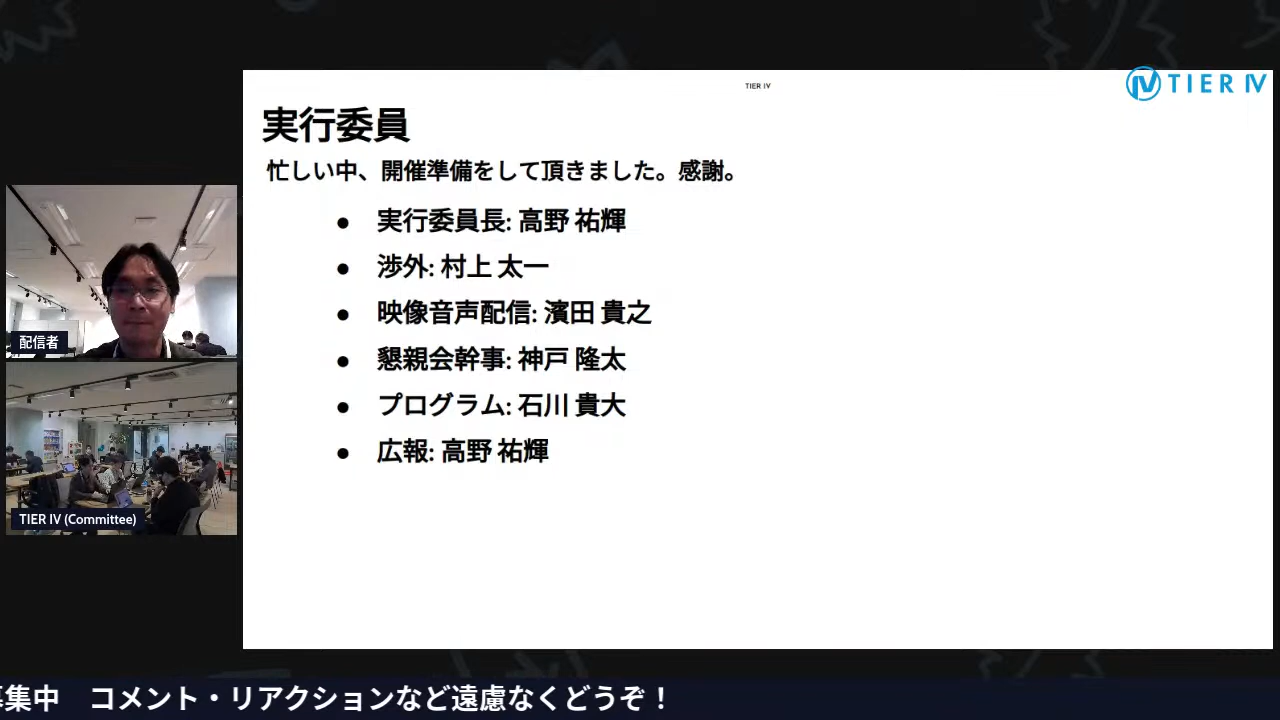 TIER IV
TIER IV
実行委員
忙しい中、開催準備をして頂きました。感謝。
● 実行委員長: 高野 祐輝
● 渉外: 村上 太一
● 映像音声配信: 濱田 貴之
● 懇親会幹事: 神戸 隆太
● プログラム: 石川 貴大
● 広報: 高野 祐輝
配信者
TIER IV (Committee)
集中 コメント・リアクションなど遠慮なくどうぞ！